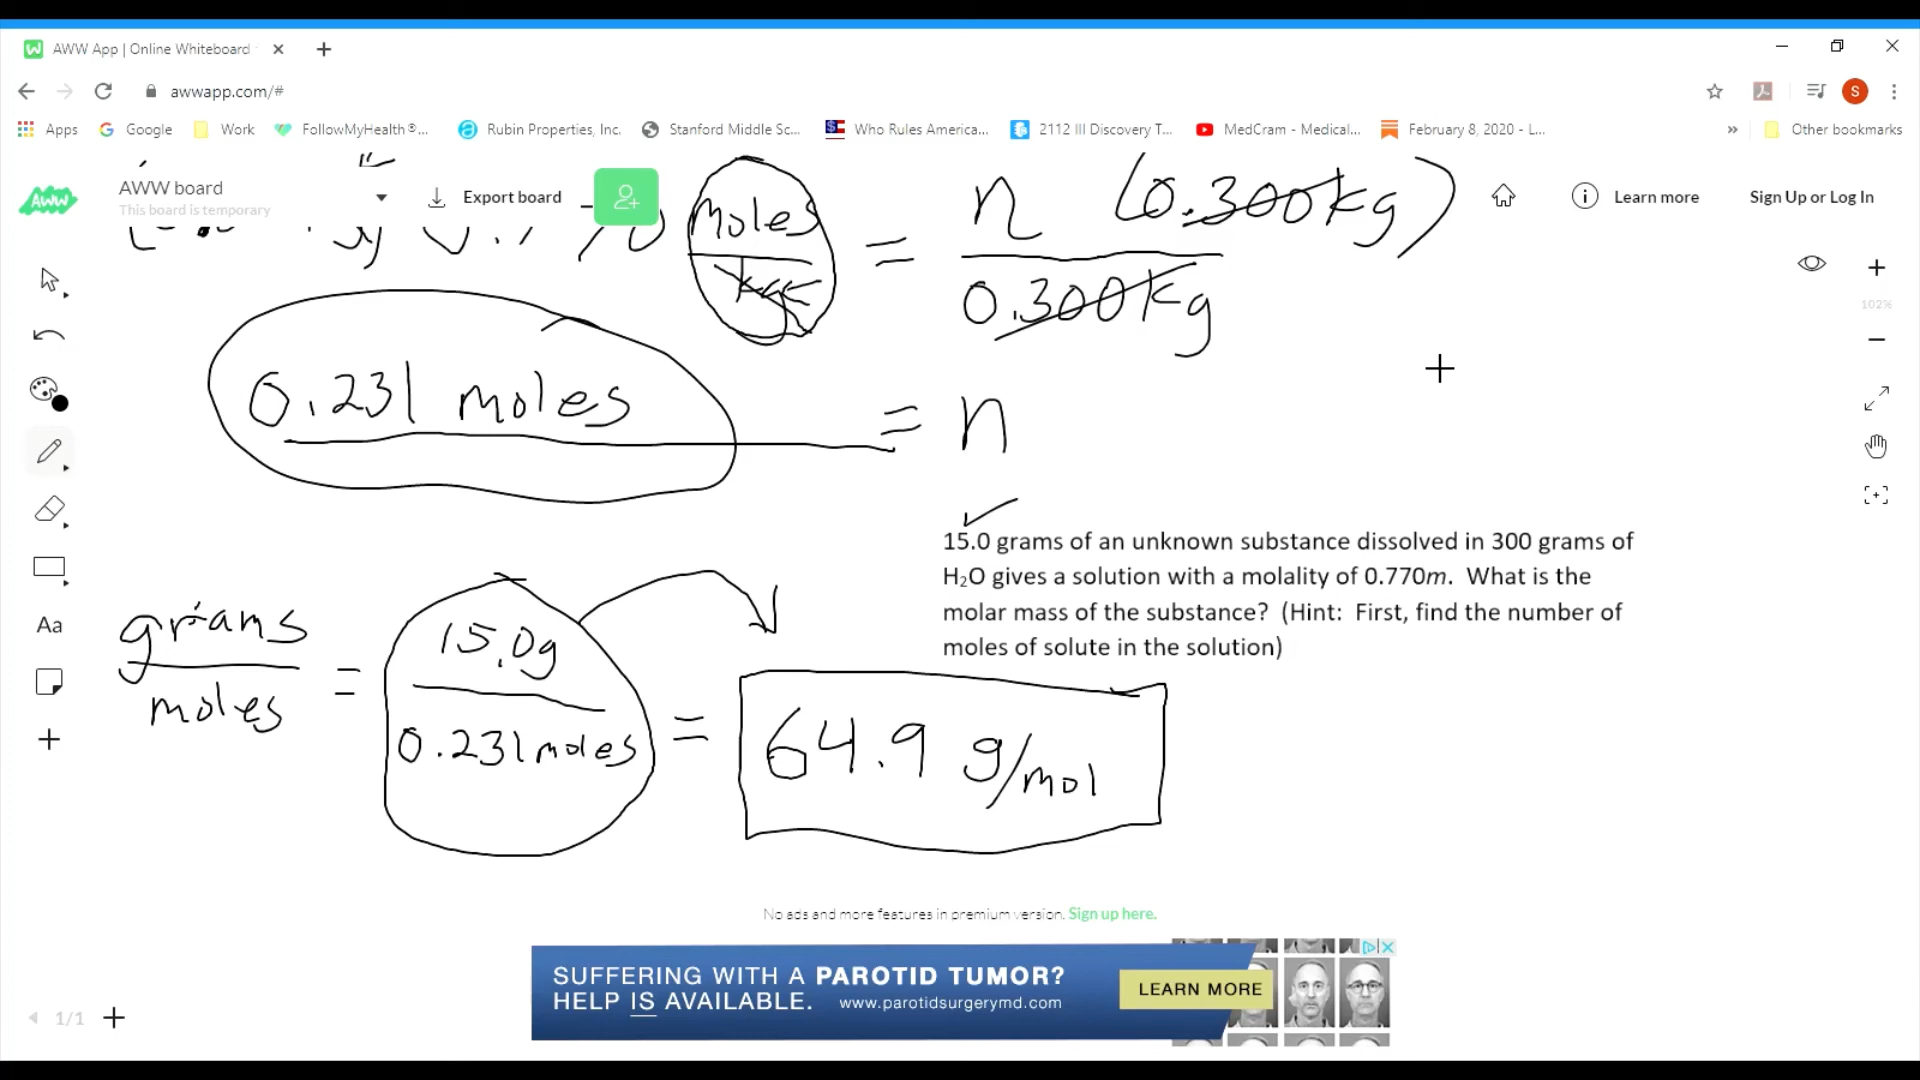 AWW App | Online Whiteboard
awwapp.com/#
S
Apps Google Work FollowMyHealth®... Rubin Properties, Inc. Stanford Middle Sc... Who Rules America... 2112 III Discovery T... MedCram - Medical... February 8, 2020 - L... » Other bookmarks
AWW
AWW board
This board is temporary
Export board
Learn more
Sign Up or Log In
moles / kg = n (0.300kg) / 0.300kg
102%
0.231 moles = n
15.0 grams of an unknown substance dissolved in 300 grams of
H₂O gives a solution with a molality of 0.770m. What is the
molar mass of the substance? (Hint: First, find the number of
moles of solute in the solution)
grams / moles = 15.0g / 0.231 moles = 64.9 g/mol
Aa
No ads and more features in premium version. Sign up here.
SUFFERING WITH A PAROTID TUMOR?
HELP IS AVAILABLE. www.parotidsurgerymd.com
LEARN MORE
1/1